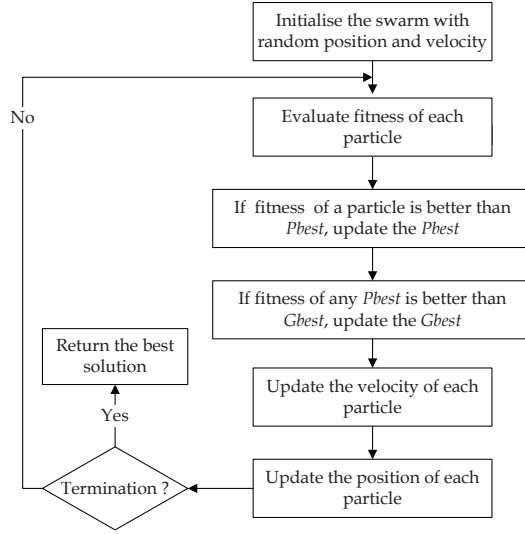 Initialise the swarm with
random position and velocity
No
Evaluate fitness of each
particle
If fitness of a particle is better than
Pbest, update the Pbest
If fitness of any Pbest is better than
Gbest, update the Gbest
Return the best
solution
Update the velocity of each
particle
Yes
Termination ?
Update the position of each
particle